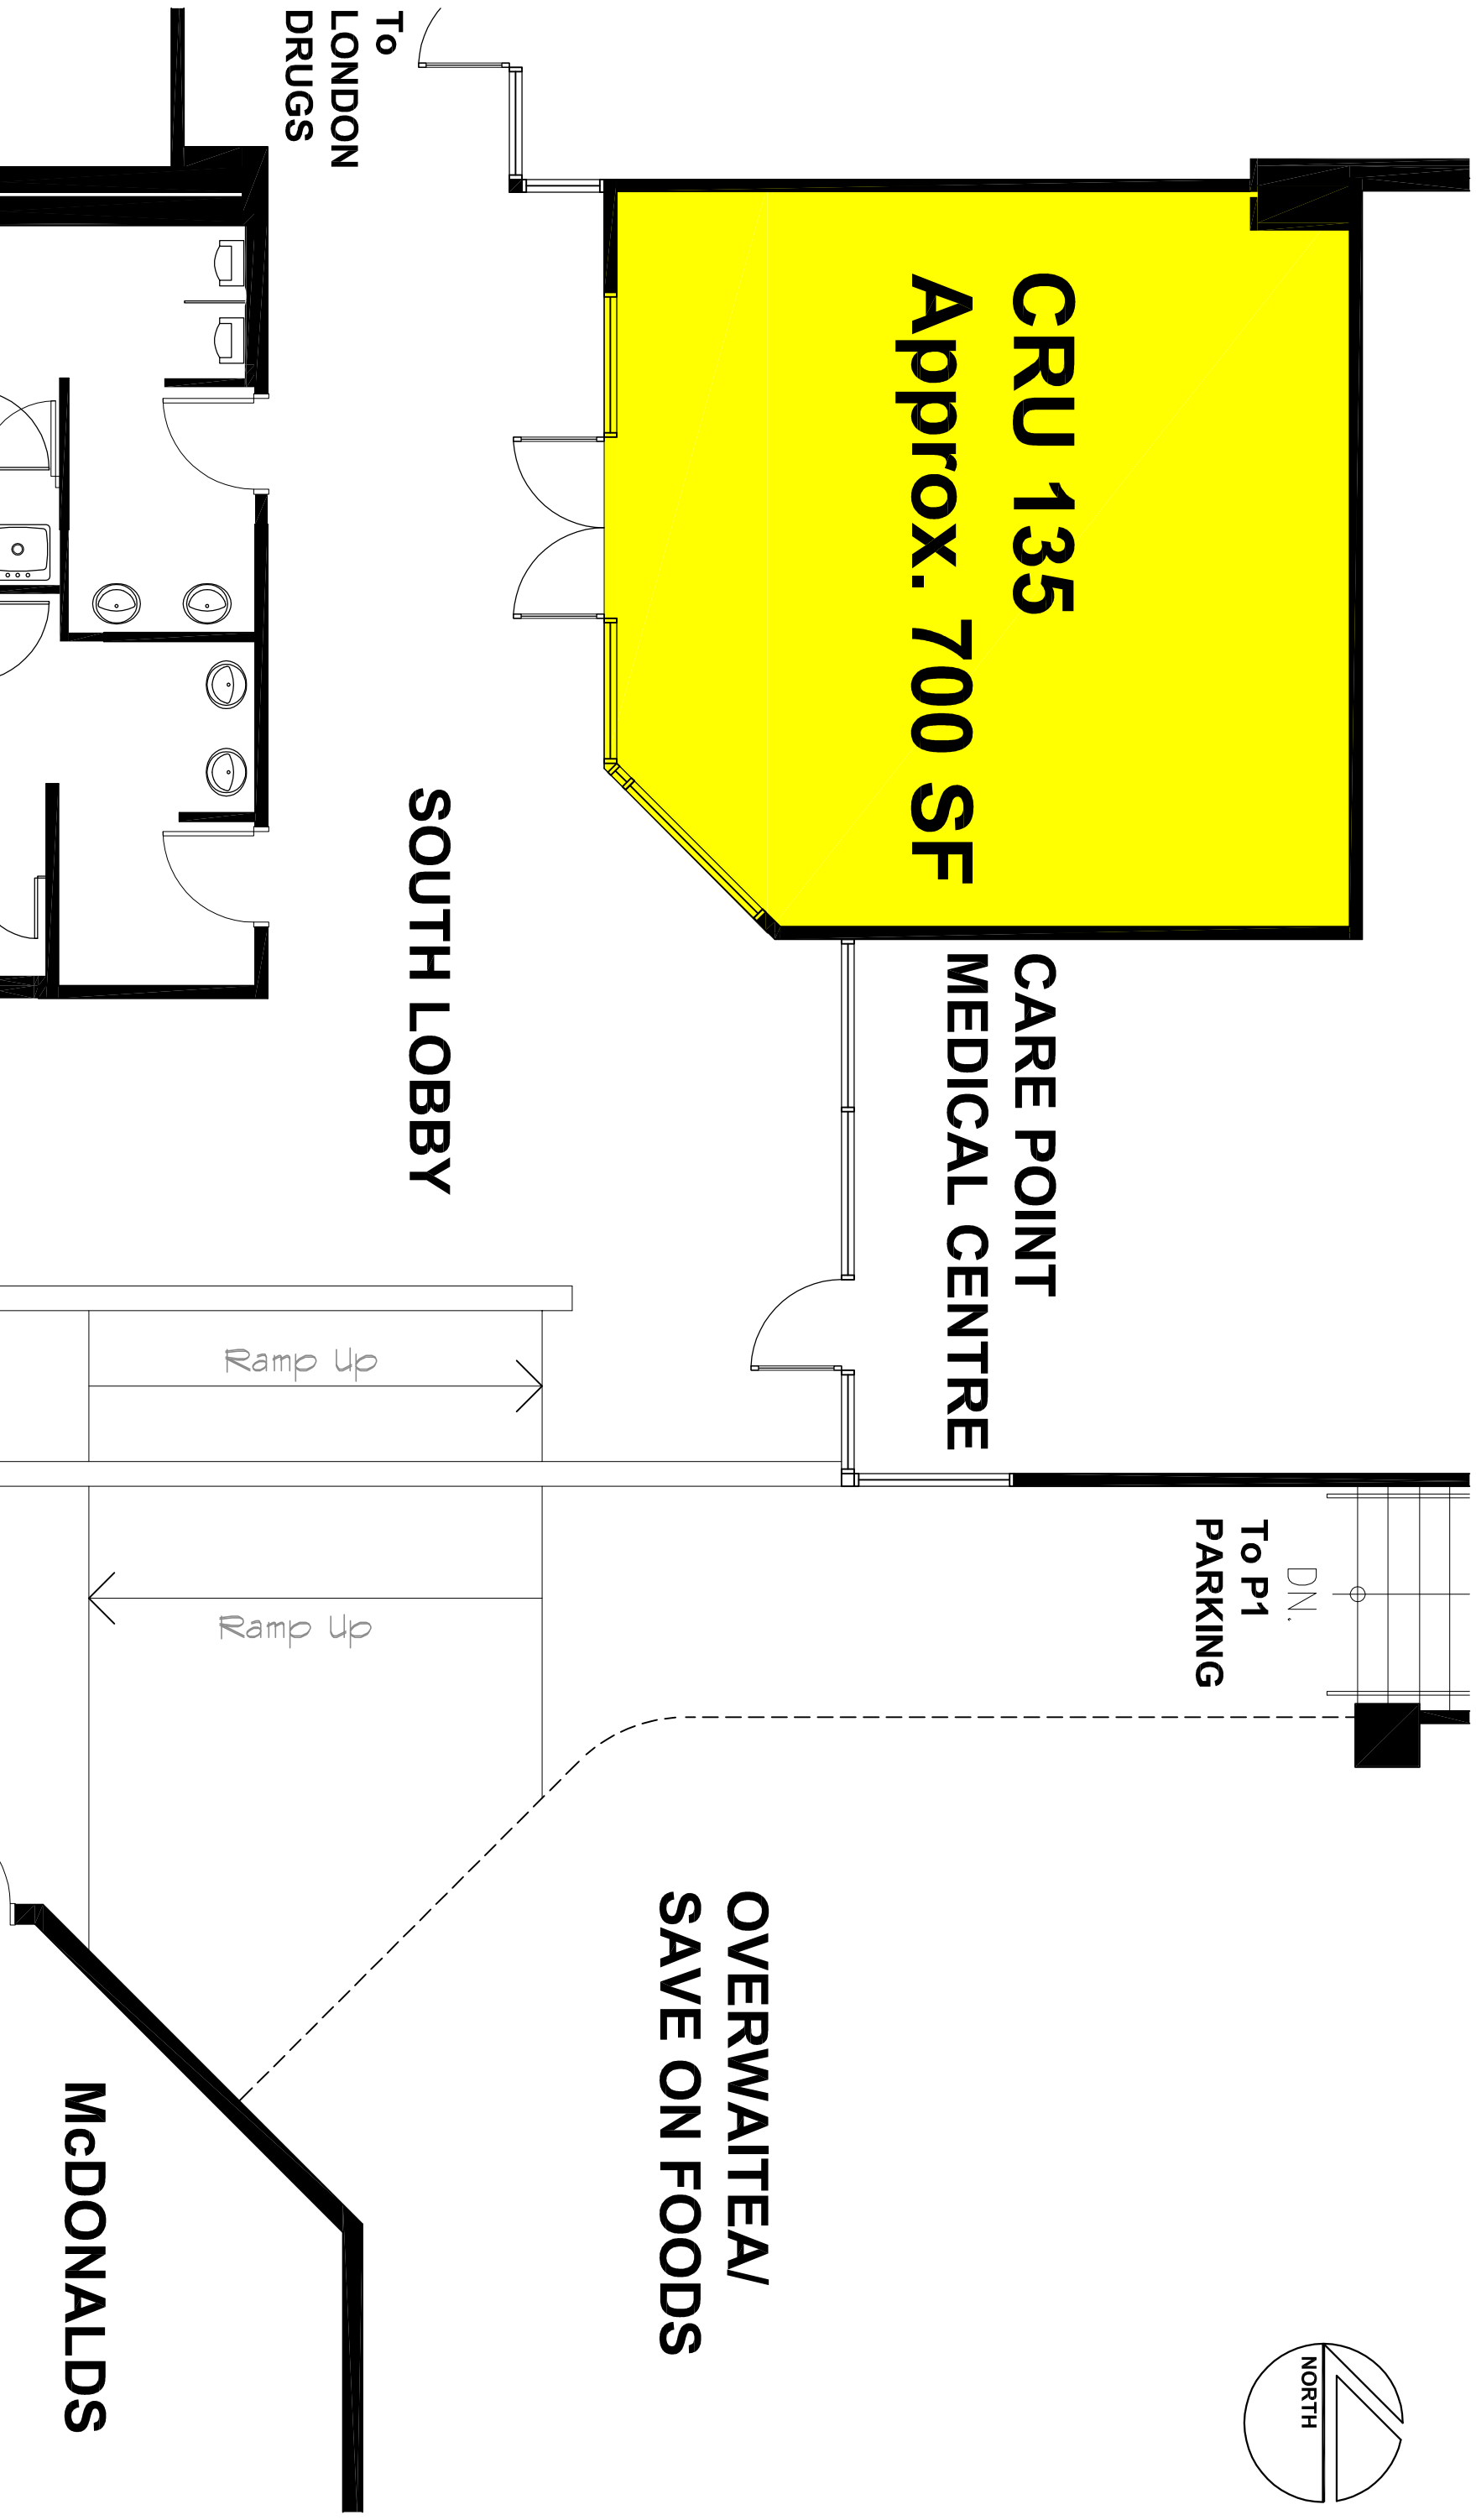 To
LONDON
DRUGS
CRU 135
Approx. 700 SF
SOUTH LOBBY
CARE POINT
MEDICAL CENTRE
Ramp Up
Ramp Up
To P1
PARKING
DN.
OVERWAITEA/
SAVE ON FOODS
McDONALDS
NORTH